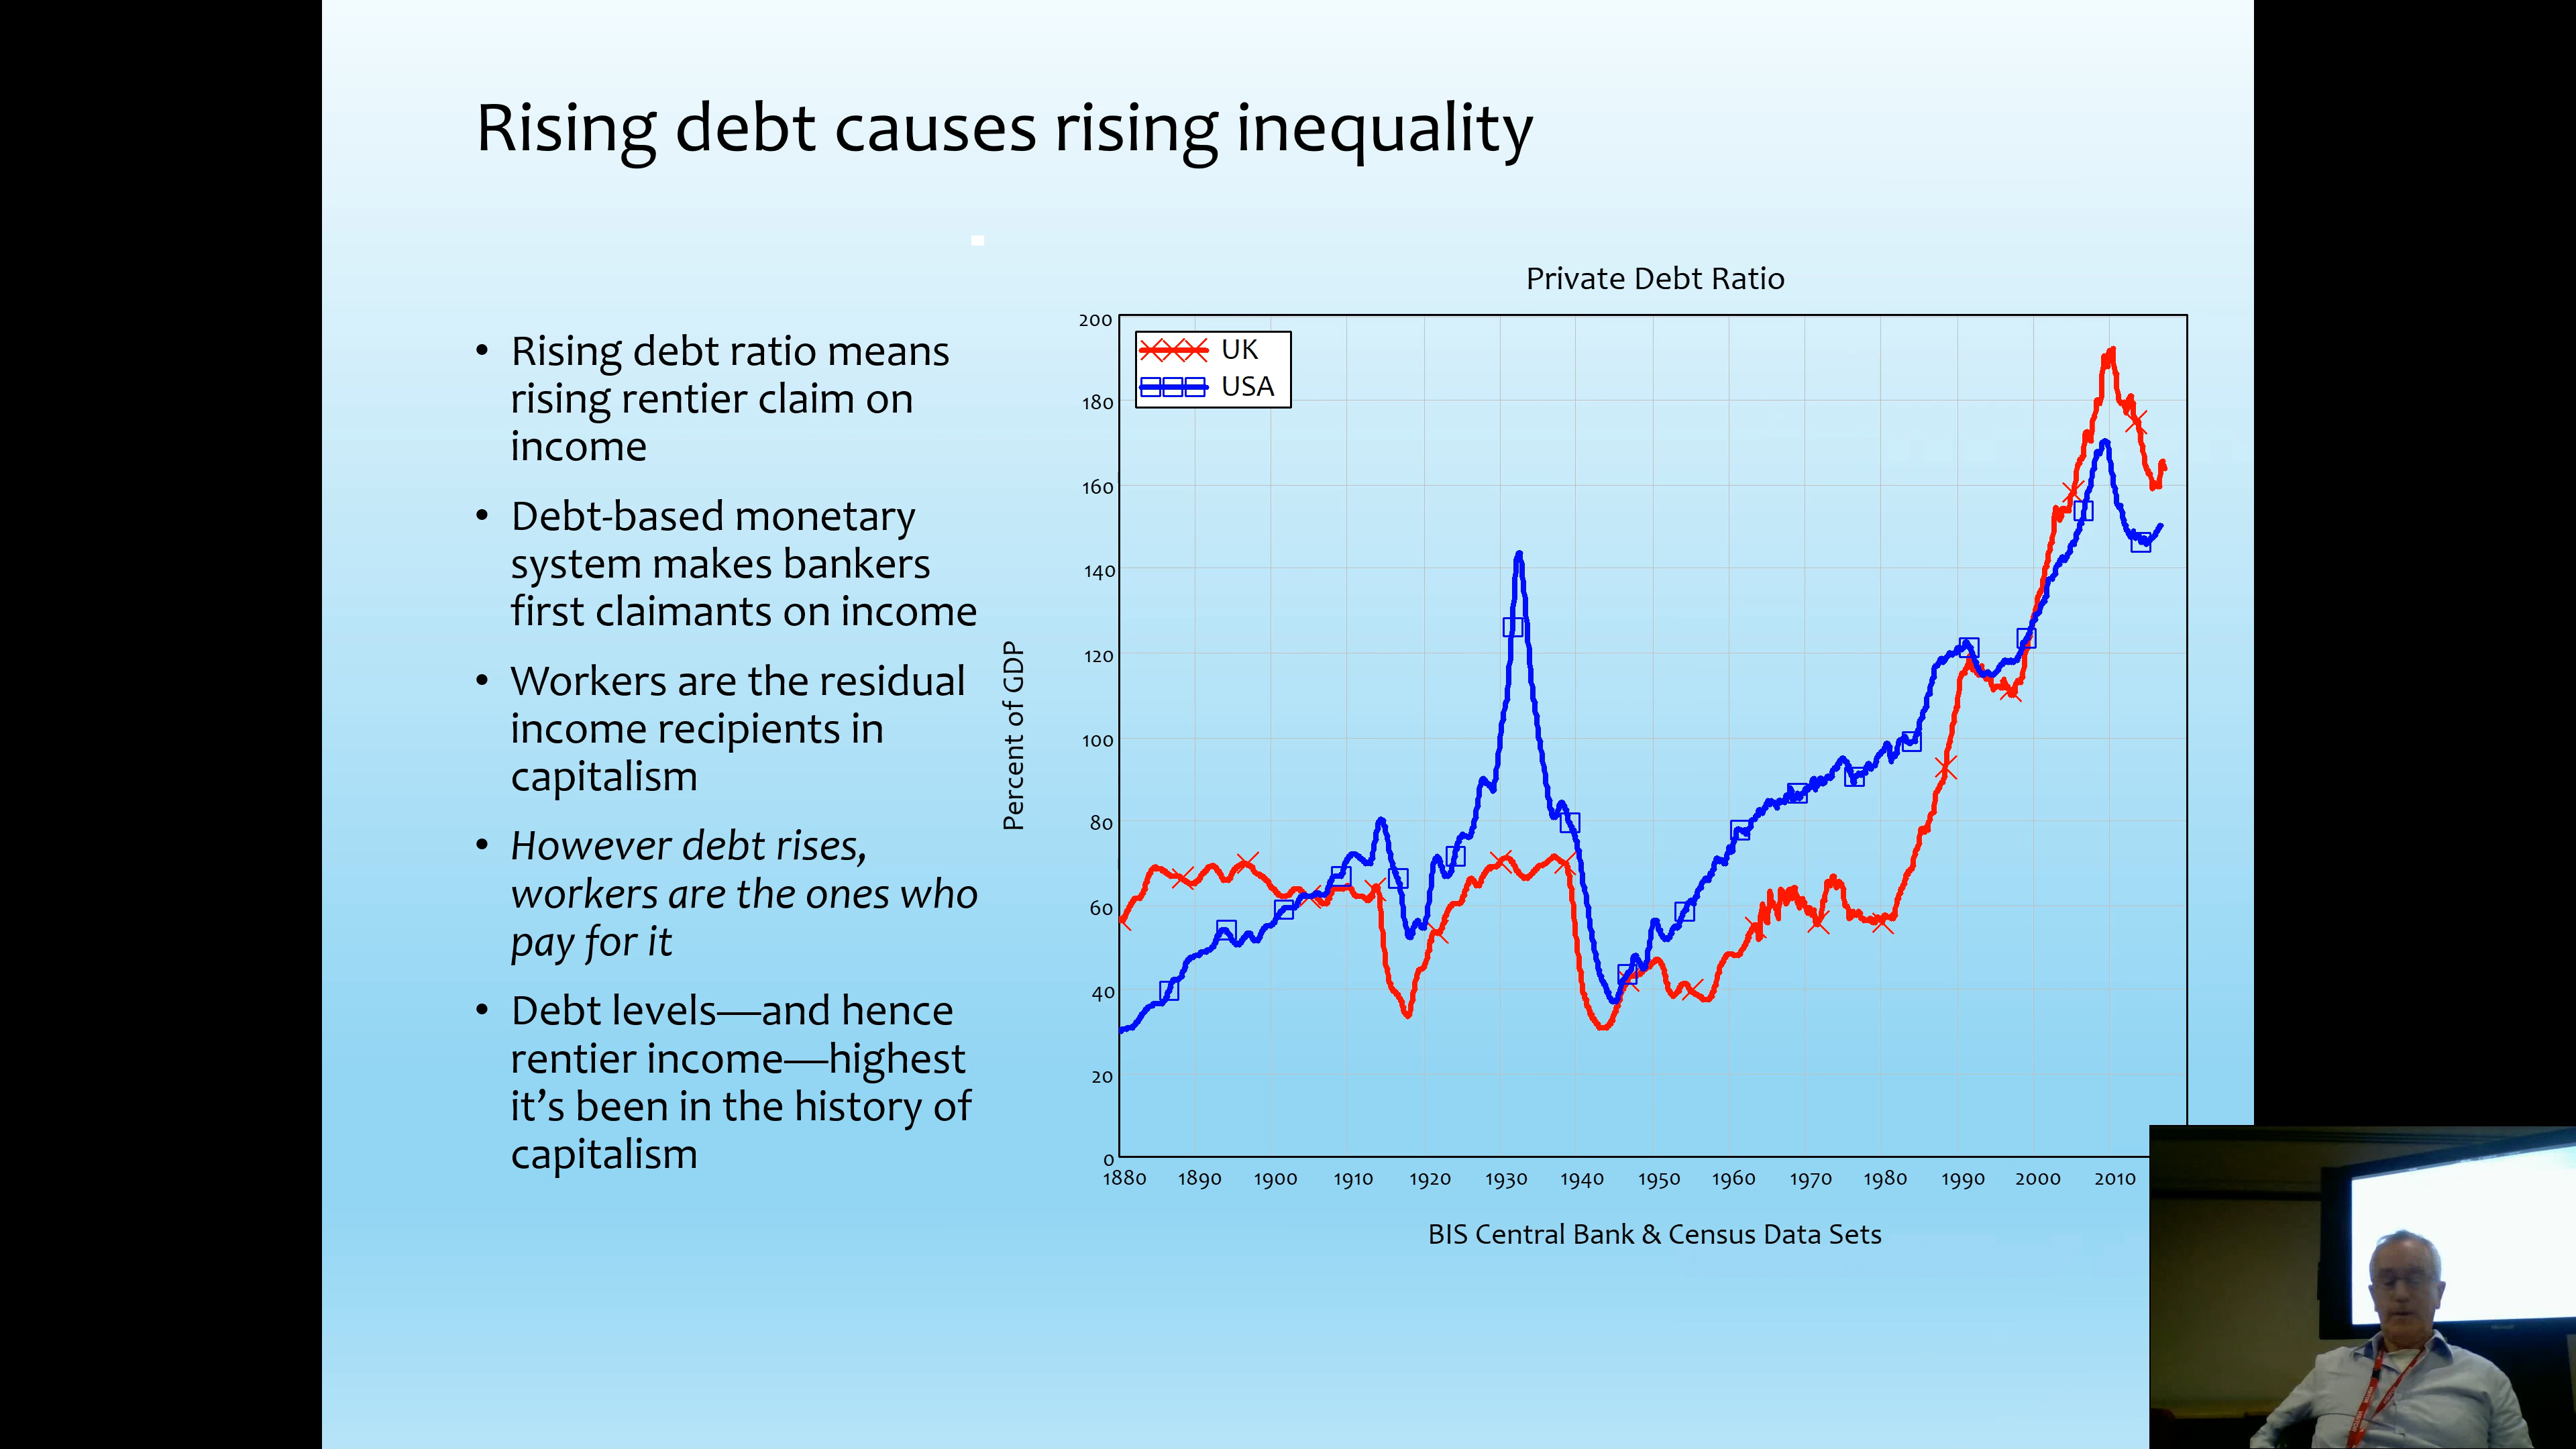 Rising debt causes rising inequality
• Rising debt ratio means
rising rentier claim on
income
• Debt-based monetary
system makes bankers
first claimants on income
• Workers are the residual
income recipients in
capitalism
• However debt rises,
workers are the ones who
pay for it
• Debt levels—and hence
rentier income—highest
it’s been in the history of
capitalism
Private Debt Ratio
UK
USA
Percent of GDP
200
180
160
140
120
100
80
60
40
20
0
1880 1890 1900 1910 1920 1930 1940 1950 1960 1970 1980 1990 2000 2010
BIS Central Bank & Census Data Sets